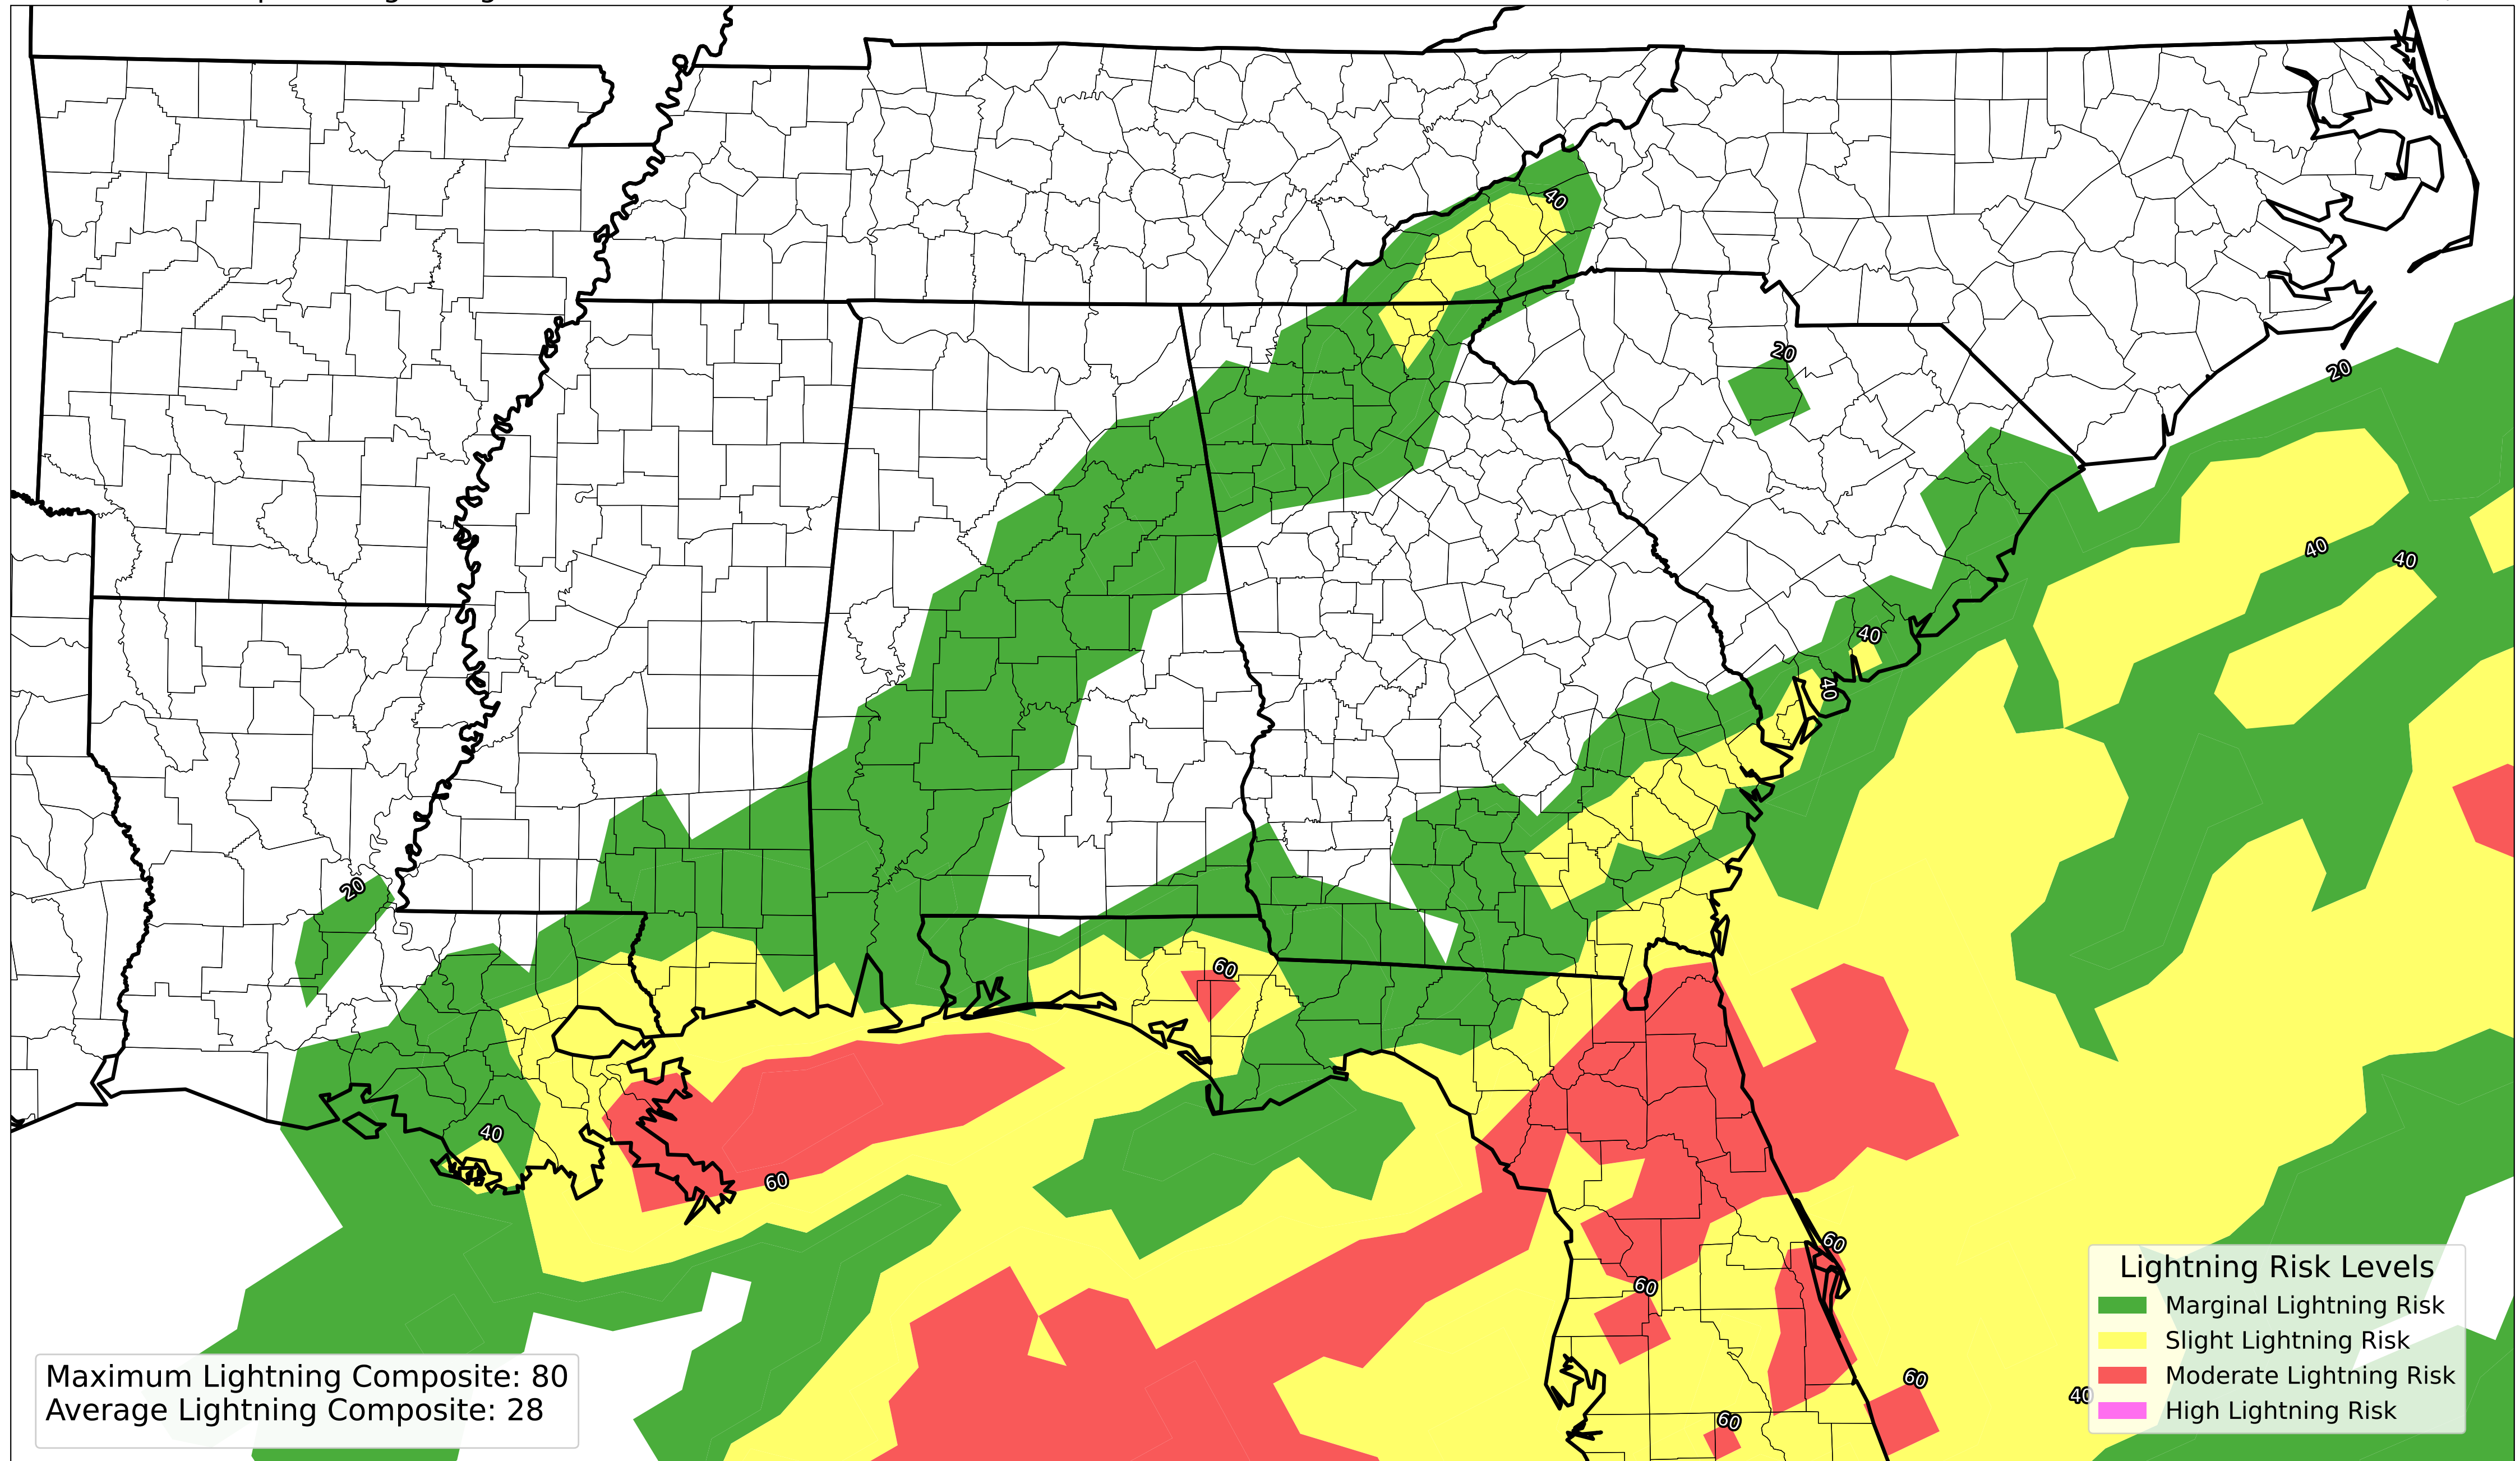 40
20
20
40
40
40
40
20
60
40
60
60
60
60
60
40
Lightning Risk Levels
Marginal Lightning Risk
Slight Lightning Risk
Moderate Lightning Risk
High Lightning Risk
Maximum Lightning Composite: 80
Average Lightning Composite: 28